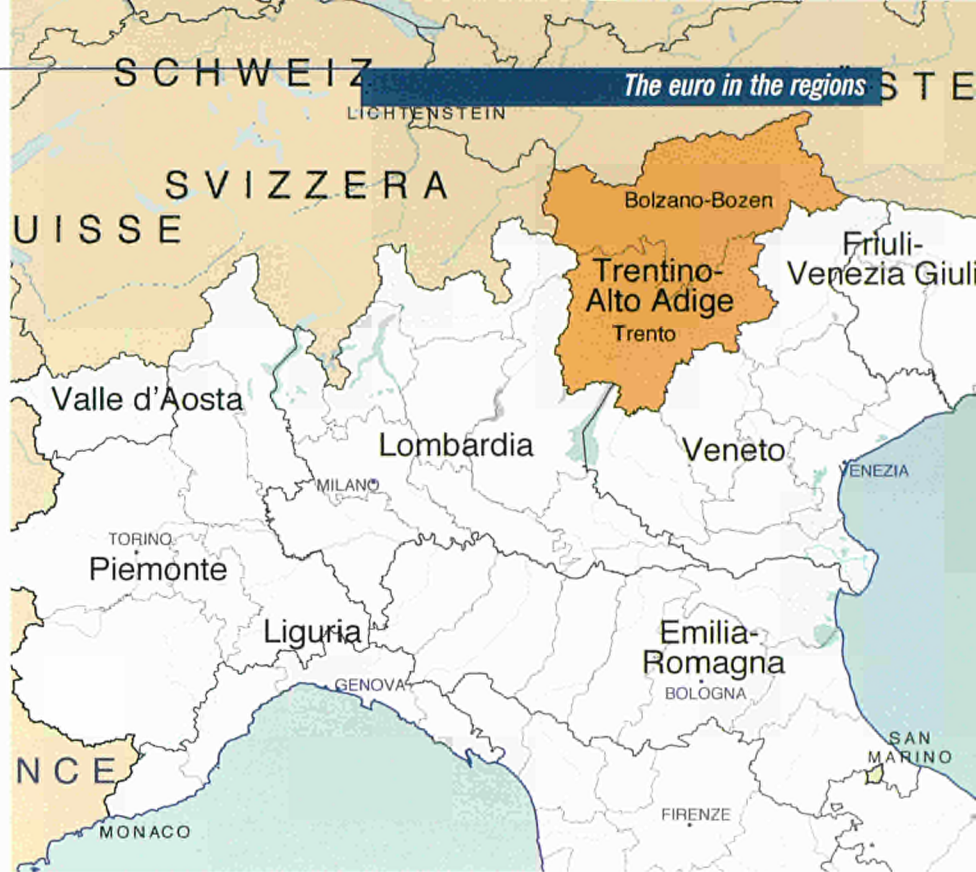 SCHWEIZ
The euro in the regions
STE
LICHTENSTEIN
SVIZZERA
UISSE
Bolzano-Bozen
Friuli-
Venezia Giuli
Trentino-
Alto Adige
Trento
Valle d'Aosta
Lombardia
Veneto
VENEZIA
MILANO
TORINO
Piemonte
Liguria
Emilia-
Romagna
GENOVA
BOLOGNA
SAN
MARINO
NCE
FIRENZE
MONACO